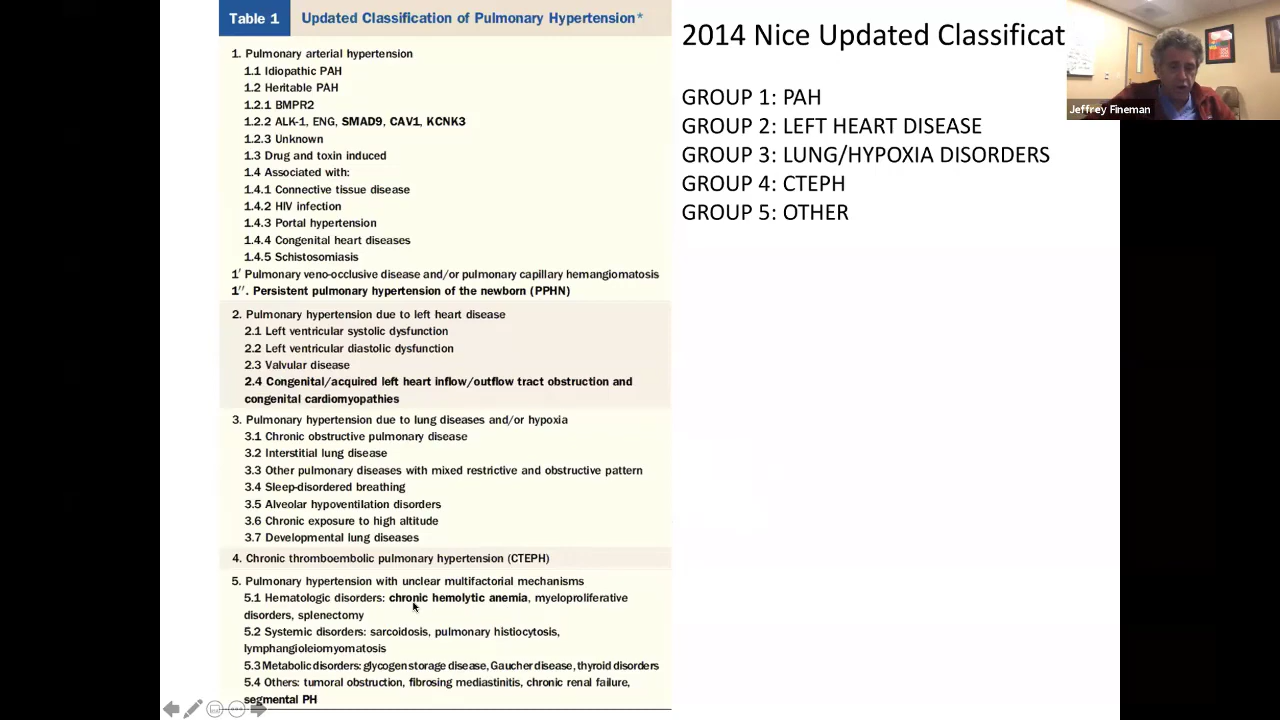 Table 1
Updated Classification of Pulmonary Hypertension*
1. Pulmonary arterial hypertension
1.1 Idiopathic PAH
1.2 Heritable PAH
1.2.1 BMPR2
1.2.2 ALK-1, ENG, SMAD9, CAV1, KCNK3
1.2.3 Unknown
1.3 Drug and toxin induced
1.4 Associated with:
1.4.1 Connective tissue disease
1.4.2 HIV infection
1.4.3 Portal hypertension
1.4.4 Congenital heart diseases
1.4.5 Schistosomiasis
1′ Pulmonary veno-occlusive disease and/or pulmonary capillary hemangiomatosis
1′′. Persistent pulmonary hypertension of the newborn (PPHN)
2. Pulmonary hypertension due to left heart disease
2.1 Left ventricular systolic dysfunction
2.2 Left ventricular diastolic dysfunction
2.3 Valvular disease
2.4 Congenital/acquired left heart inflow/outflow tract obstruction and
congenital cardiomyopathies
3. Pulmonary hypertension due to lung diseases and/or hypoxia
3.1 Chronic obstructive pulmonary disease
3.2 Interstitial lung disease
3.3 Other pulmonary diseases with mixed restrictive and obstructive pattern
3.4 Sleep-disordered breathing
3.5 Alveolar hypoventilation disorders
3.6 Chronic exposure to high altitude
3.7 Developmental lung diseases
4. Chronic thromboembolic pulmonary hypertension (CTEPH)
5. Pulmonary hypertension with unclear multifactorial mechanisms
5.1 Hematologic disorders: chronic hemolytic anemia, myeloproliferative
disorders, splenectomy
5.2 Systemic disorders: sarcoidosis, pulmonary histiocytosis,
lymphangioleiomyomatosis
5.3 Metabolic disorders: glycogen storage disease, Gaucher disease, thyroid disorders
5.4 Others: tumoral obstruction, fibrosing mediastinitis, chronic renal failure,
segmental PH
2014 Nice Updated Classificat
GROUP 1: PAH
GROUP 2: LEFT HEART DISEASE
GROUP 3: LUNG/HYPOXIA DISORDERS
GROUP 4: CTEPH
GROUP 5: OTHER
Jeffrey Fineman